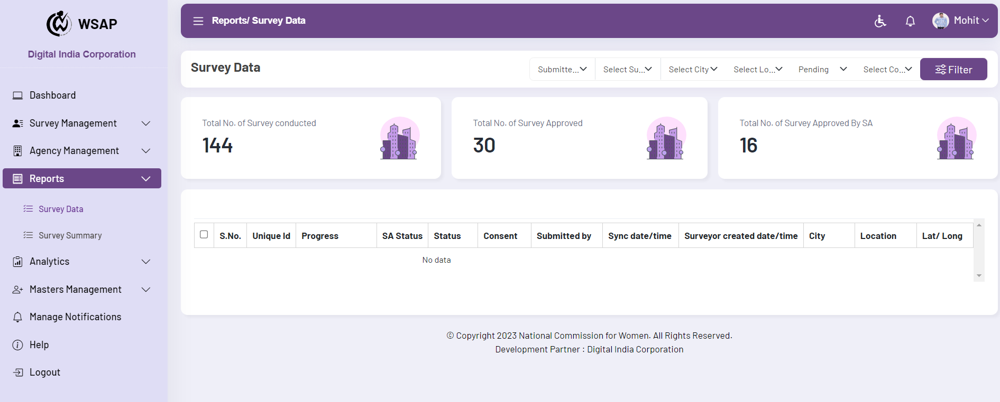 WSAP
Digital India Corporation
Dashboard
Survey Management
Agency Management
Reports
Survey Data
Survey Summary
Analytics
Masters Management
Manage Notifications
Help
Logout
Reports/ Survey Data
Mohit
Survey Data
Submitte... Select Su... Select City Select Lo... Pending Select Co... Filter
Total No. of Survey conducted
144
Total No. of Survey Approved
30
Total No. of Survey Approved By SA
16
S.No. Unique Id Progress SA Status Status Consent Submitted by Sync date/time Surveyor created date/time City Location Lat/ Long
No data
© Copyright 2023 National Commission for Women. All Rights Reserved.
Development Partner : Digital India Corporation